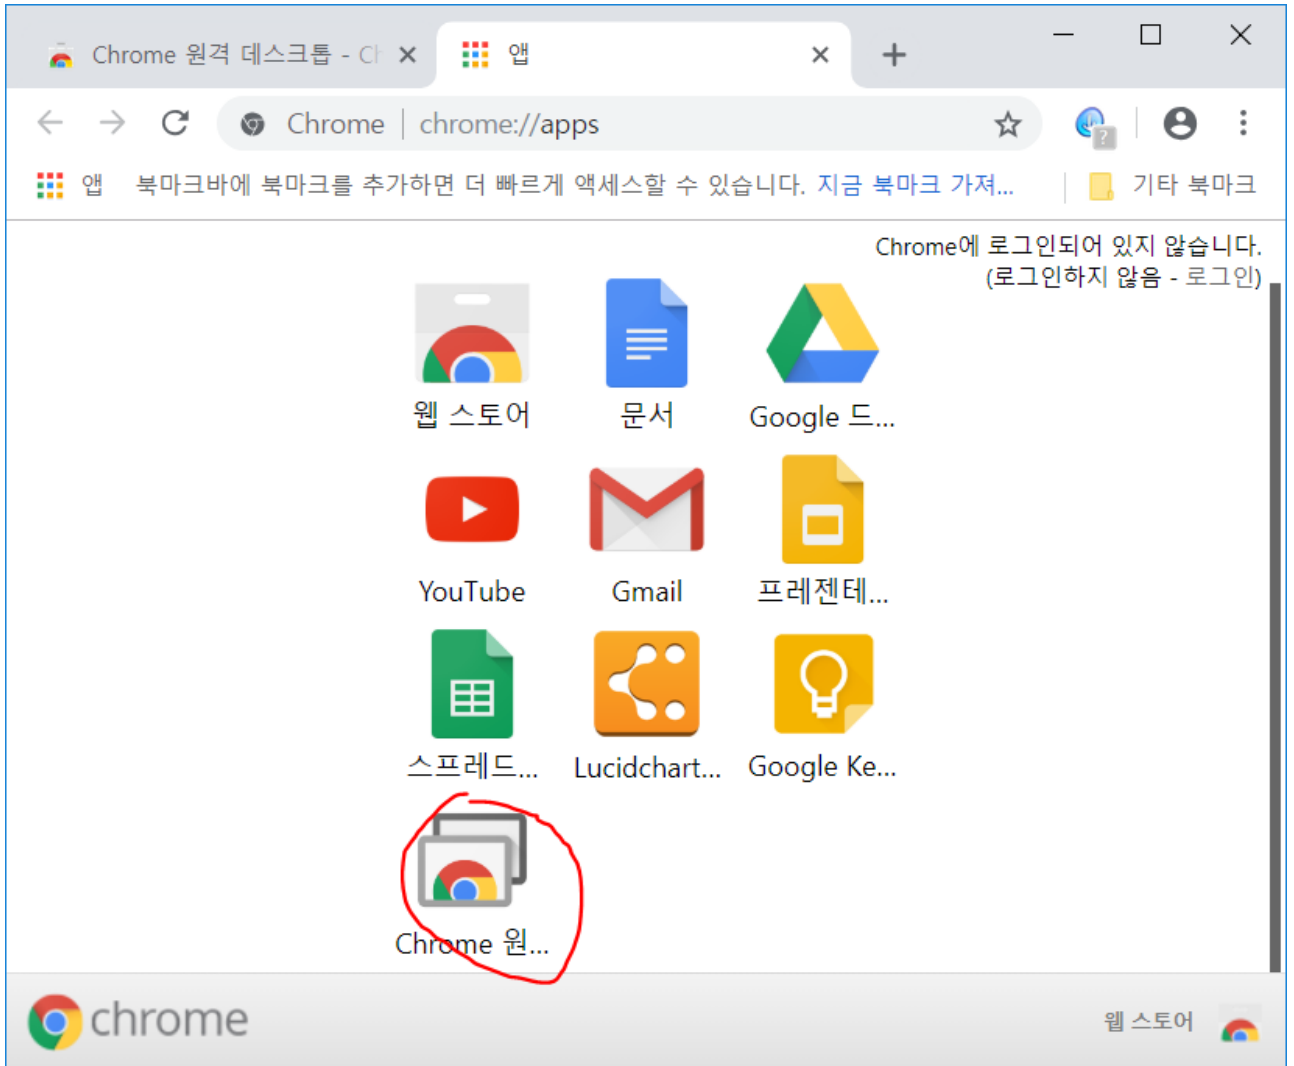 Chrome 원격 데스크톱 - Ch
앱
Chrome | chrome://apps
앱 북마크바에 북마크를 추가하면 더 빠르게 액세스할 수 있습니다. 지금 북마크 가져... 기타 북마크
Chrome에 로그인되어 있지 않습니다.
(로그인하지 않음 - 로그인)
웹 스토어 문서 Google 드...
YouTube Gmail 프레젠테...
스프레드... Lucidchart... Google Ke...
Chrome 원...
chrome 웹 스토어